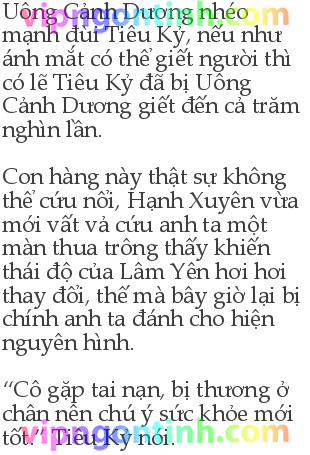 Uông Cảnh Dương nhéo
mạnh đùi Tiêu Kỷ, nếu như
ánh mắt có thể giết người thì
có lẽ Tiêu Kỷ đã bị Uông
Cảnh Dương giết đến cả trăm
nghìn lần.
Con hàng này thật sự không
thể cứu nổi, Hạnh Xuyên vừa
mới vất vả cứu anh ta một
màn thua trông thấy khiến
thái độ của Lâm Yên hơi hơi
thay đổi, thế mà bây giờ lại bị
chính anh ta đánh cho hiện
nguyên hình.
“Cô gặp tai nạn, bị thương ở
chân nên chú ý sức khỏe mới
tốt.” Tiêu Kỷ nói.
vipngontinh.com
vipngontinh.com